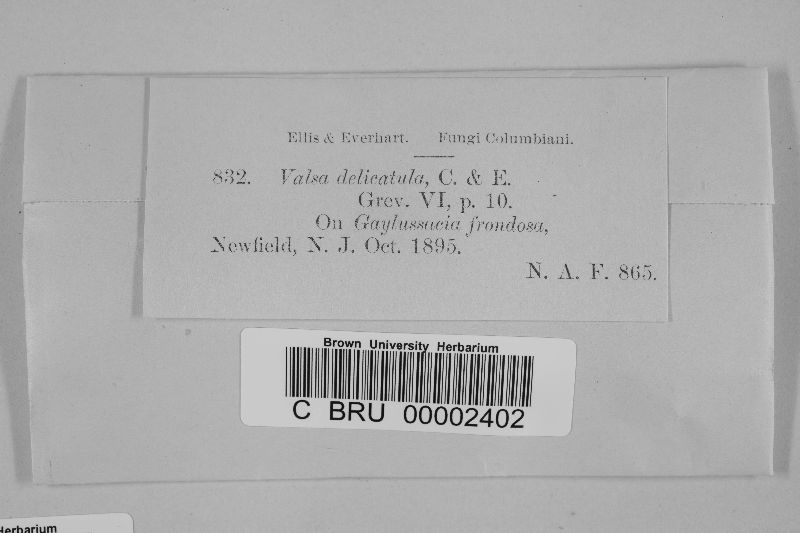 Ellis & Everhart. Fungi Columbiani.
832. Valsa delicatula, C. & E.
Grev. VI, p. 10.
On Gaylussacia frondosa,
Newfield, N. J. Oct. 1895.
N. A. F. 865.
Brown University Herbarium
C BRU 00002402
Herbarium